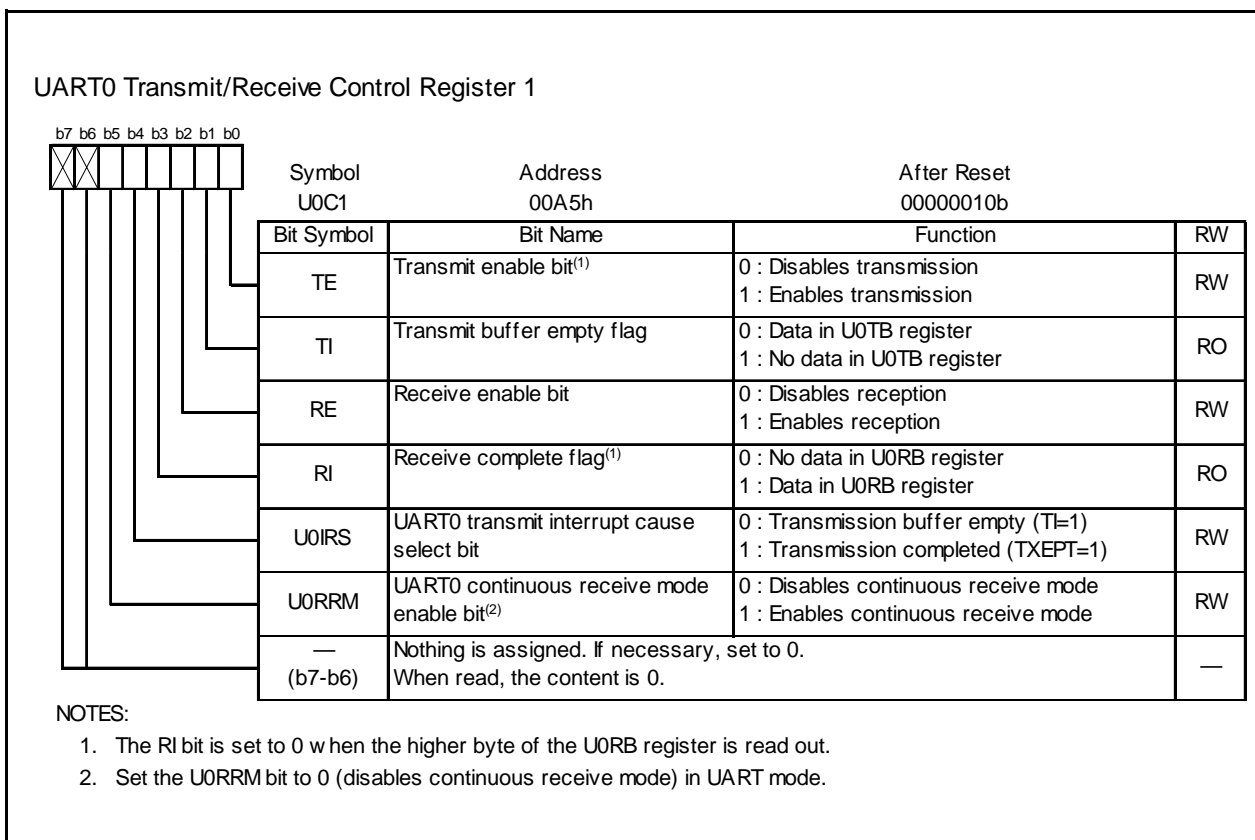 UART0 Transmit/Receive Control Register 1
b7 b6 b5 b4 b3 b2 b1 b0
Symbol Address After Reset
U0C1 00A5h 00000010b
Bit Symbol Bit Name Function RW
TE Transmit enable bit(1) 0 : Disables transmission RW
1 : Enables transmission
TI Transmit buffer empty flag 0 : Data in U0TB register RO
1 : No data in U0TB register
RE Receive enable bit 0 : Disables reception RW
1 : Enables reception
RI Receive complete flag(1) 0 : No data in U0RB register RO
1 : Data in U0RB register
U0IRS UART0 transmit interrupt cause 0 : Transmission buffer empty (TI=1) RW
select bit 1 : Transmission completed (TXEPT=1)
U0RRM UART0 continuous receive mode 0 : Disables continuous receive mode RW
enable bit(2) 1 : Enables continuous receive mode
— Nothing is assigned. If necessary, set to 0. —
(b7-b6) When read, the content is 0.
NOTES:
1. The RI bit is set to 0 when the higher byte of the U0RB register is read out.
2. Set the U0RRM bit to 0 (disables continuous receive mode) in UART mode.